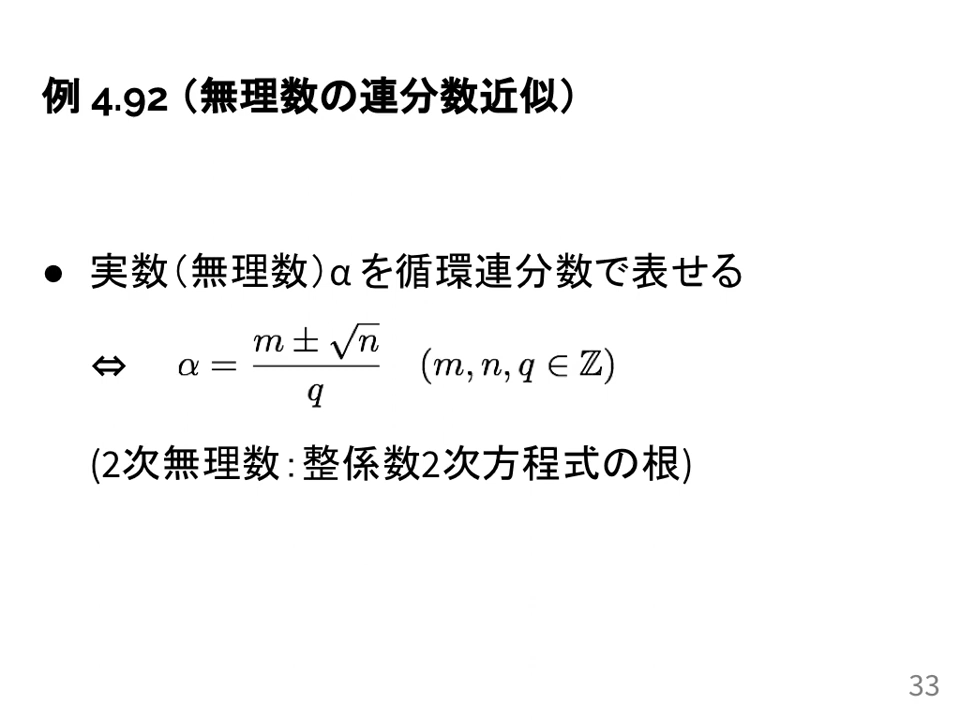 例 4.92（無理数の連分数近似）
● 実数（無理数）α を循環連分数で表せる
⇔ α = \frac{m ± \sqrt{n}}{q} (m, n, q ∈ ℤ)
(2次無理数：整係数2次方程式の根)
33